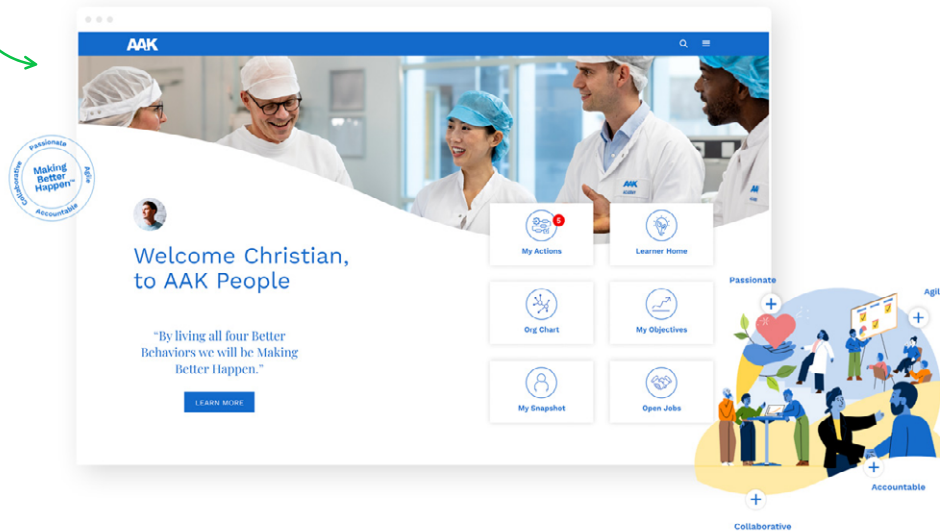 AAK
Passionate
Agile
Accountable
Collaborative
Making
Better
Happen™
AAK
5
My Actions
Learner Home
Welcome Christian,
to AAK People
Org Chart
My Objectives
"By living all four Better
Behaviors we will be Making
Better Happen."
LEARN MORE
My Snapshot
Open Jobs
Passionate
Agil
Accountable
Collaborative